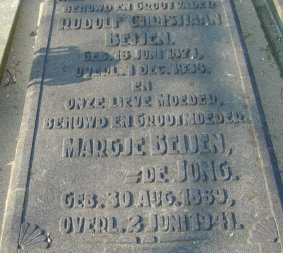 BEHUWD EN GROOTVADER
RUDOLF CHRISTIAAN
BEIJEN.
GEB. 16 JUNI 1871,
OVERL. 1 DEC. 1936.
EN
ONZE LIEVE MOEDER,
BEHUWD EN GROOTMOEDER
MARGJE BEIJEN,
DE JONG.
GEB. 30 AUG. 1869,
OVERL. 2 JUNI 1941.